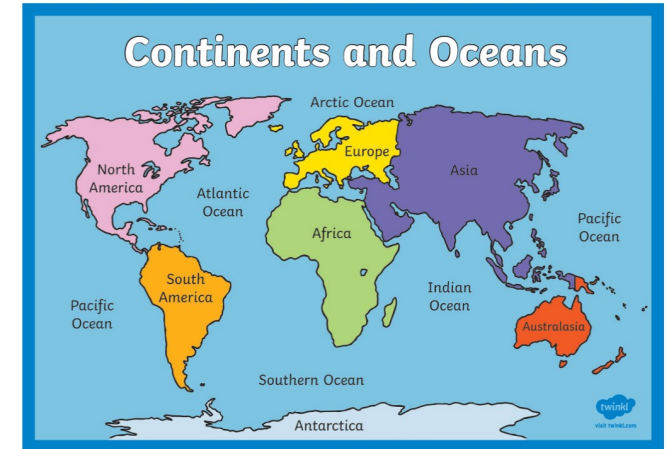 Continents and Oceans
Arctic Ocean
North
America
Atlantic
Ocean
Europe
Asia
Africa
Pacific
Ocean
South
America
Pacific
Ocean
Indian
Ocean
Australasia
Southern Ocean
Antarctica
twinkl
visit twinkl.com